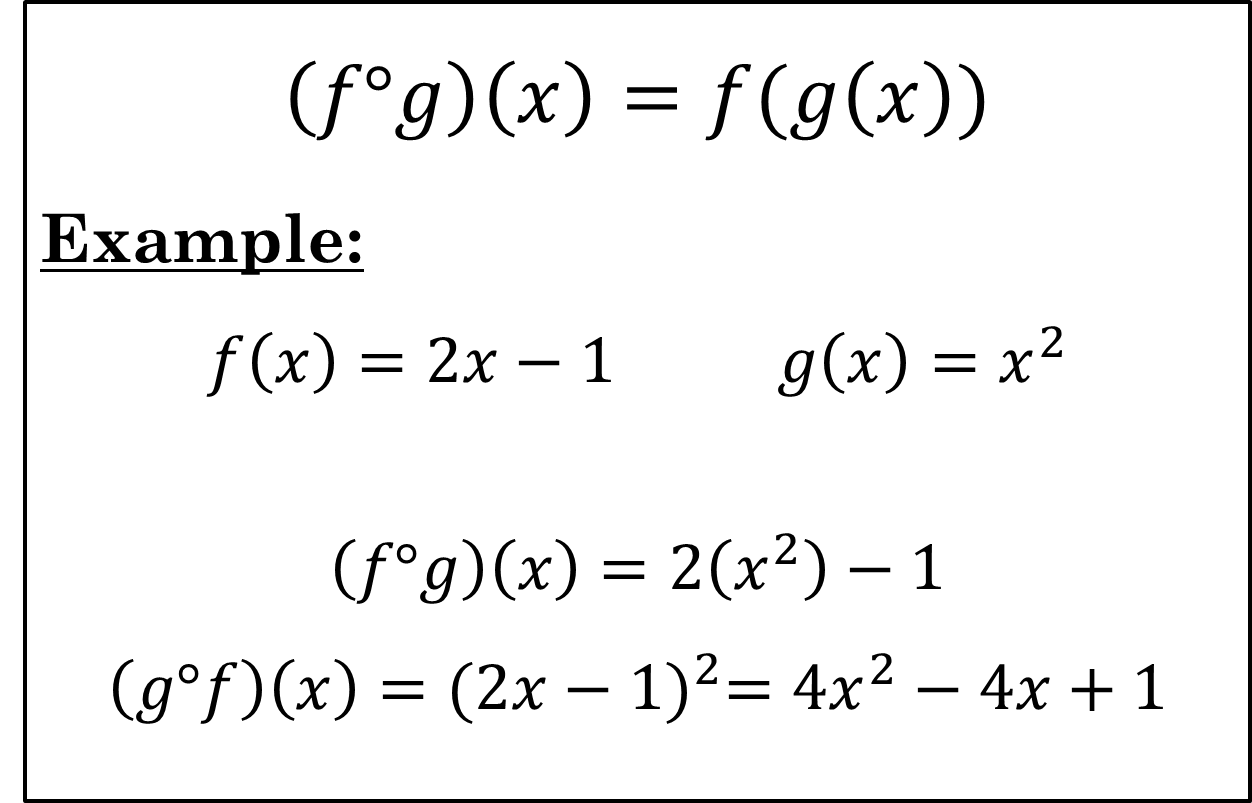 (f°g)(x) = f(g(x))
Example:
f(x) = 2x − 1 g(x) = x²
(f°g)(x) = 2(x²) − 1
(g°f)(x) = (2x − 1)²= 4x² − 4x + 1